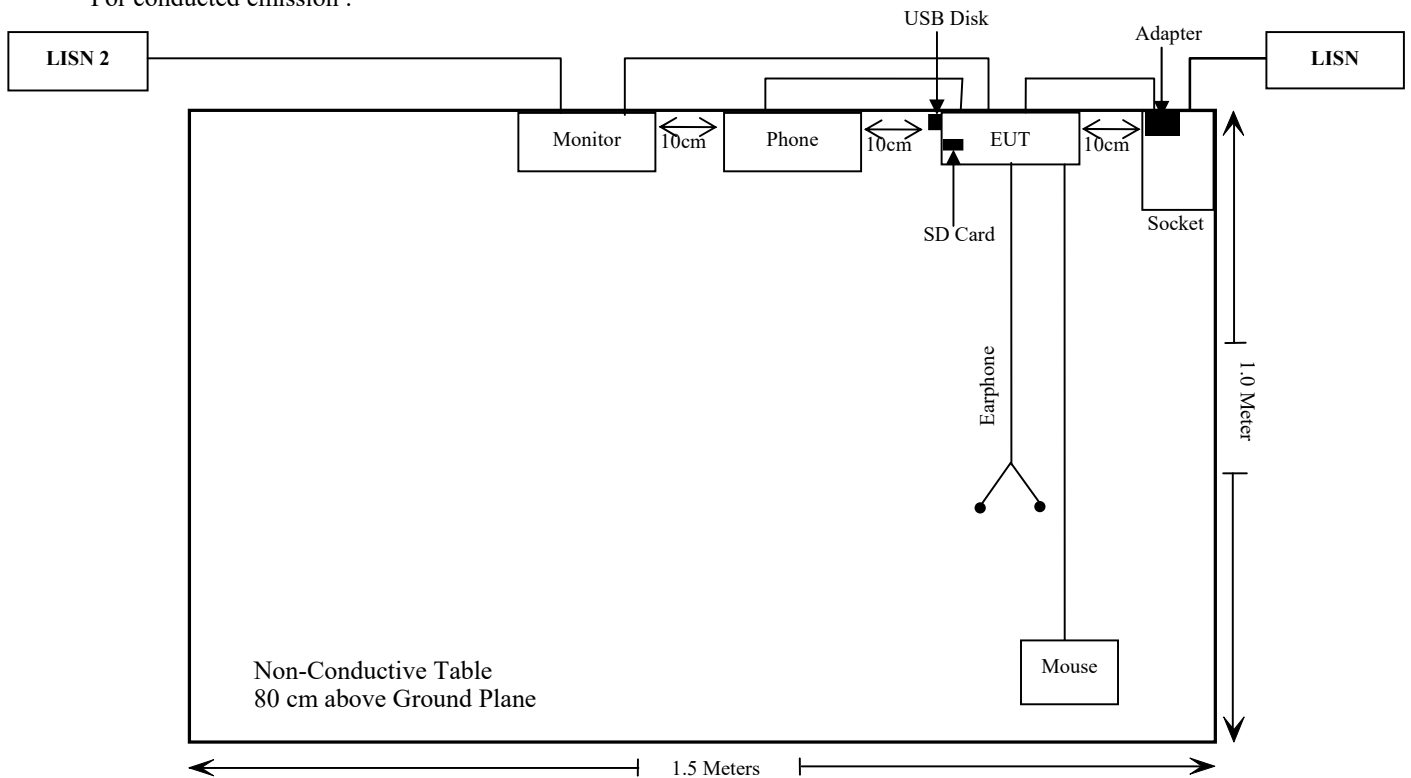 For conducted emission :
USB Disk
Adapter
LISN 2
LISN
Monitor
10cm
Phone
10cm
EUT
10cm
SD Card
Socket
Earphone
1.0 Meter
Mouse
Non-Conductive Table
80 cm above Ground Plane
1.5 Meters